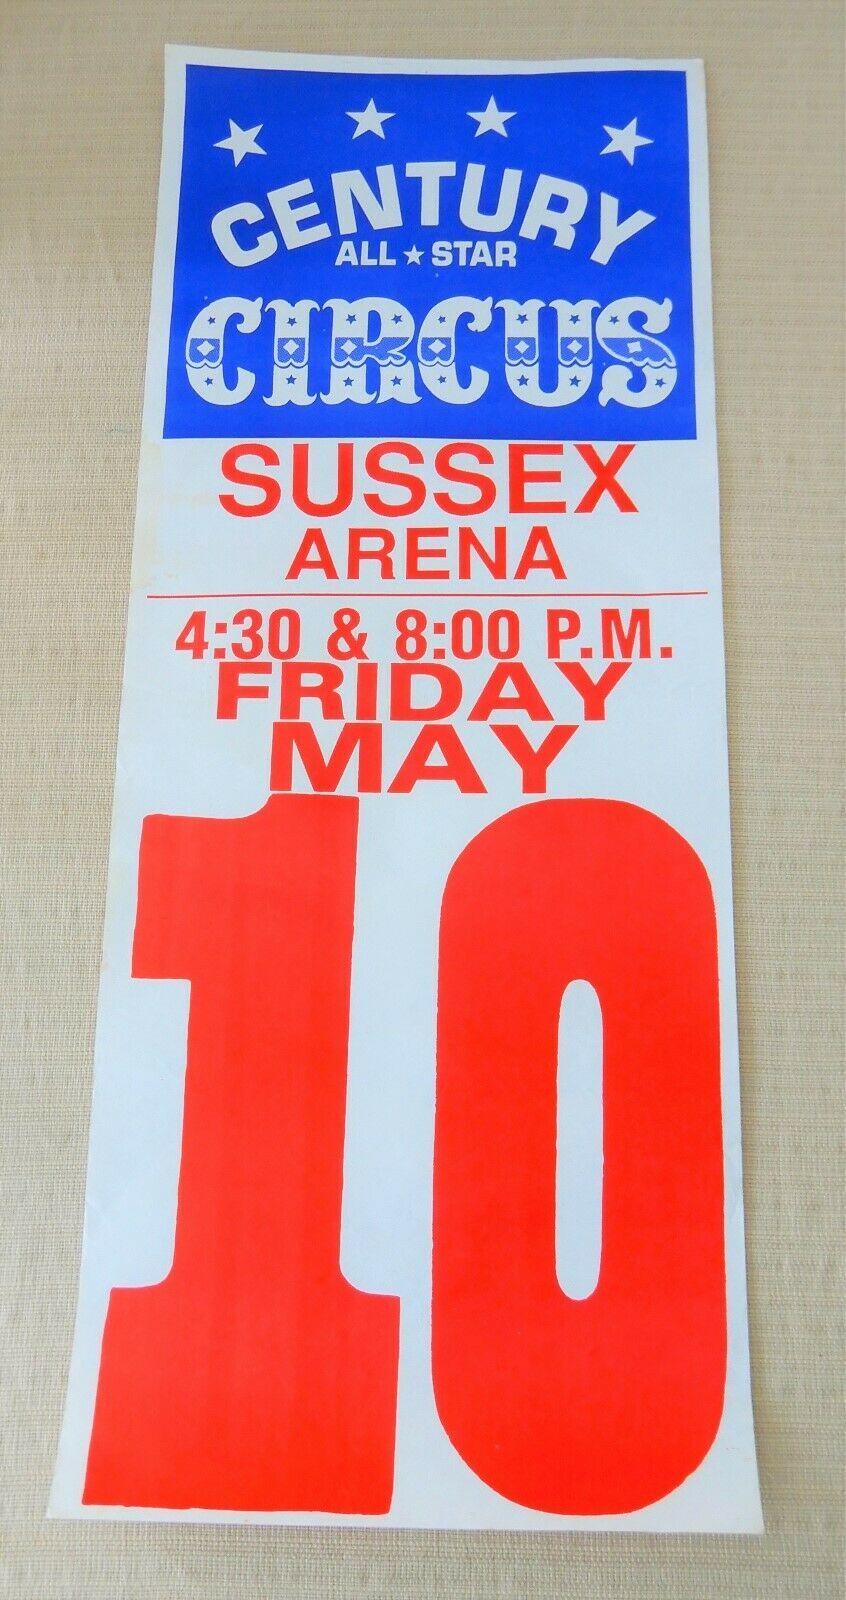 CENTURY
ALL ★ STAR
CIRCUS
SUSSEX
ARENA
4:30 & 8:00 P.M.
FRIDAY
MAY
10